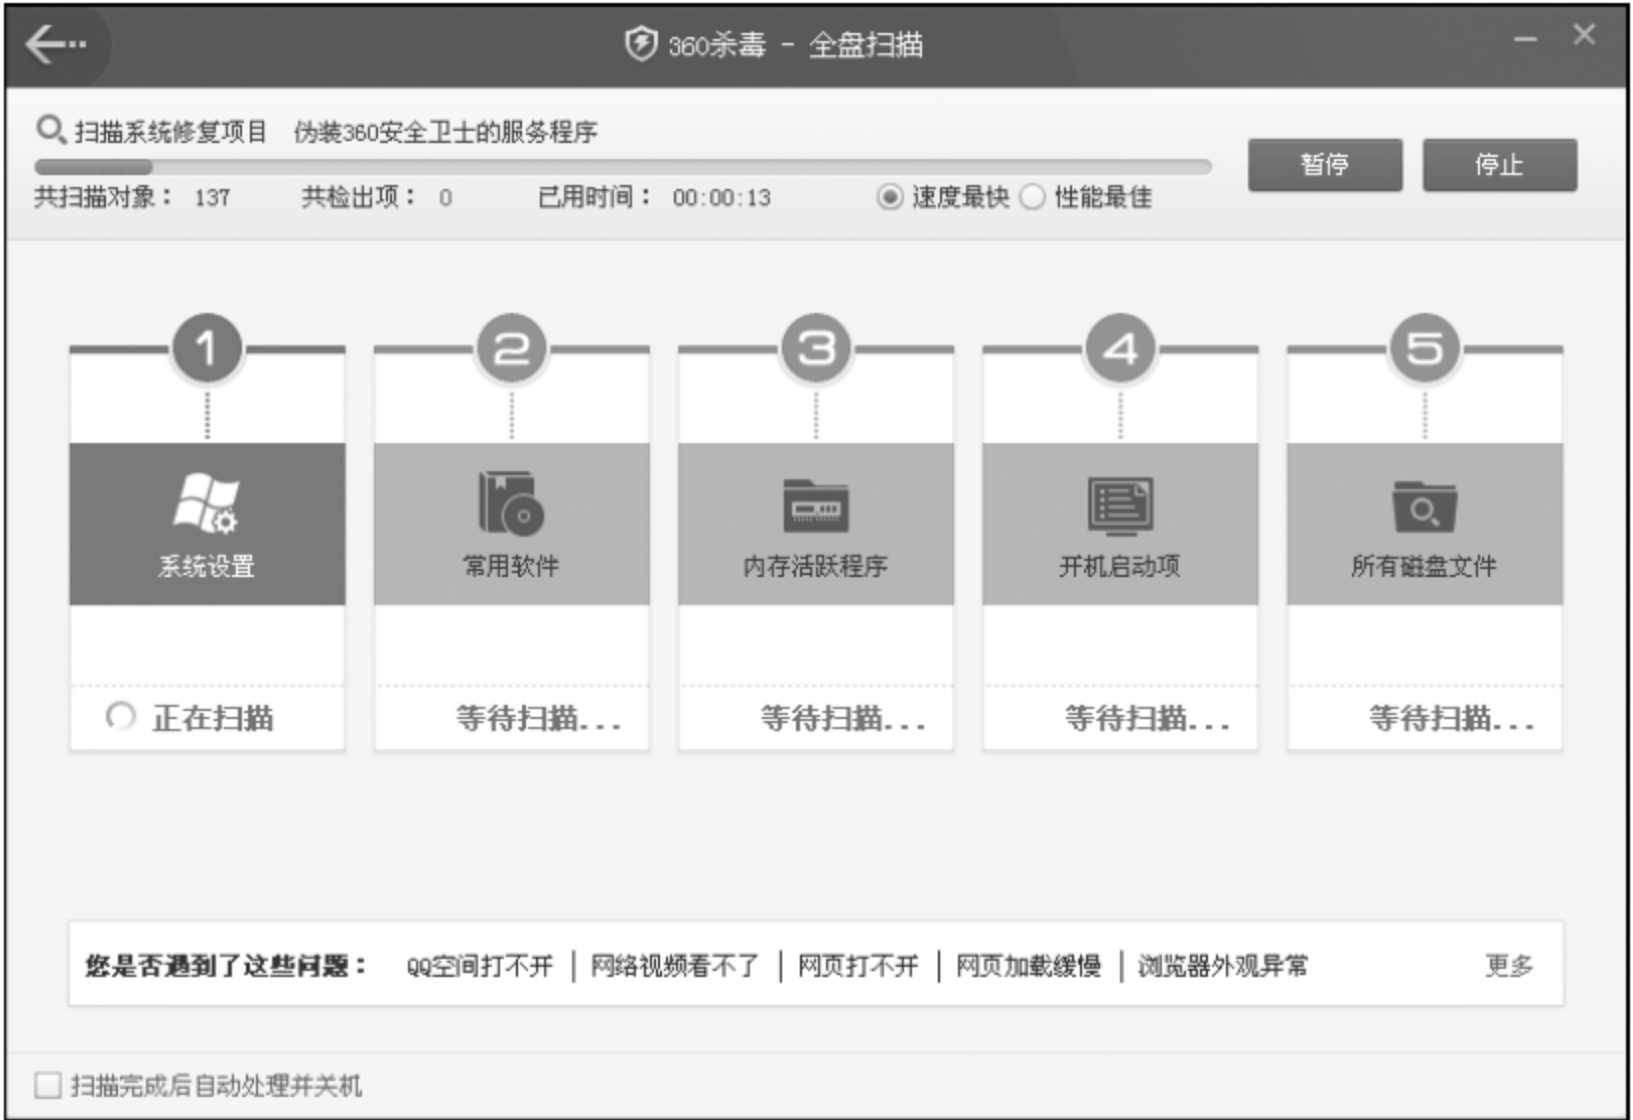 360杀毒 - 全盘扫描
扫描系统修复项目 伪装360安全卫士的服务程序
暂停 停止
共扫描对象： 137 共检出项： 0 已用时间： 00:00:13 速度最快 性能最佳
1 2 3 4 5
系统设置 常用软件 内存活跃程序 开机启动项 所有磁盘文件
正在扫描 等待扫描... 等待扫描... 等待扫描... 等待扫描...
您是否遇到了这些问题： QQ空间打不开 | 网络视频看不了 | 网页打不开 | 网页加载缓慢 | 浏览器外观异常 更多
扫描完成后自动处理并关机